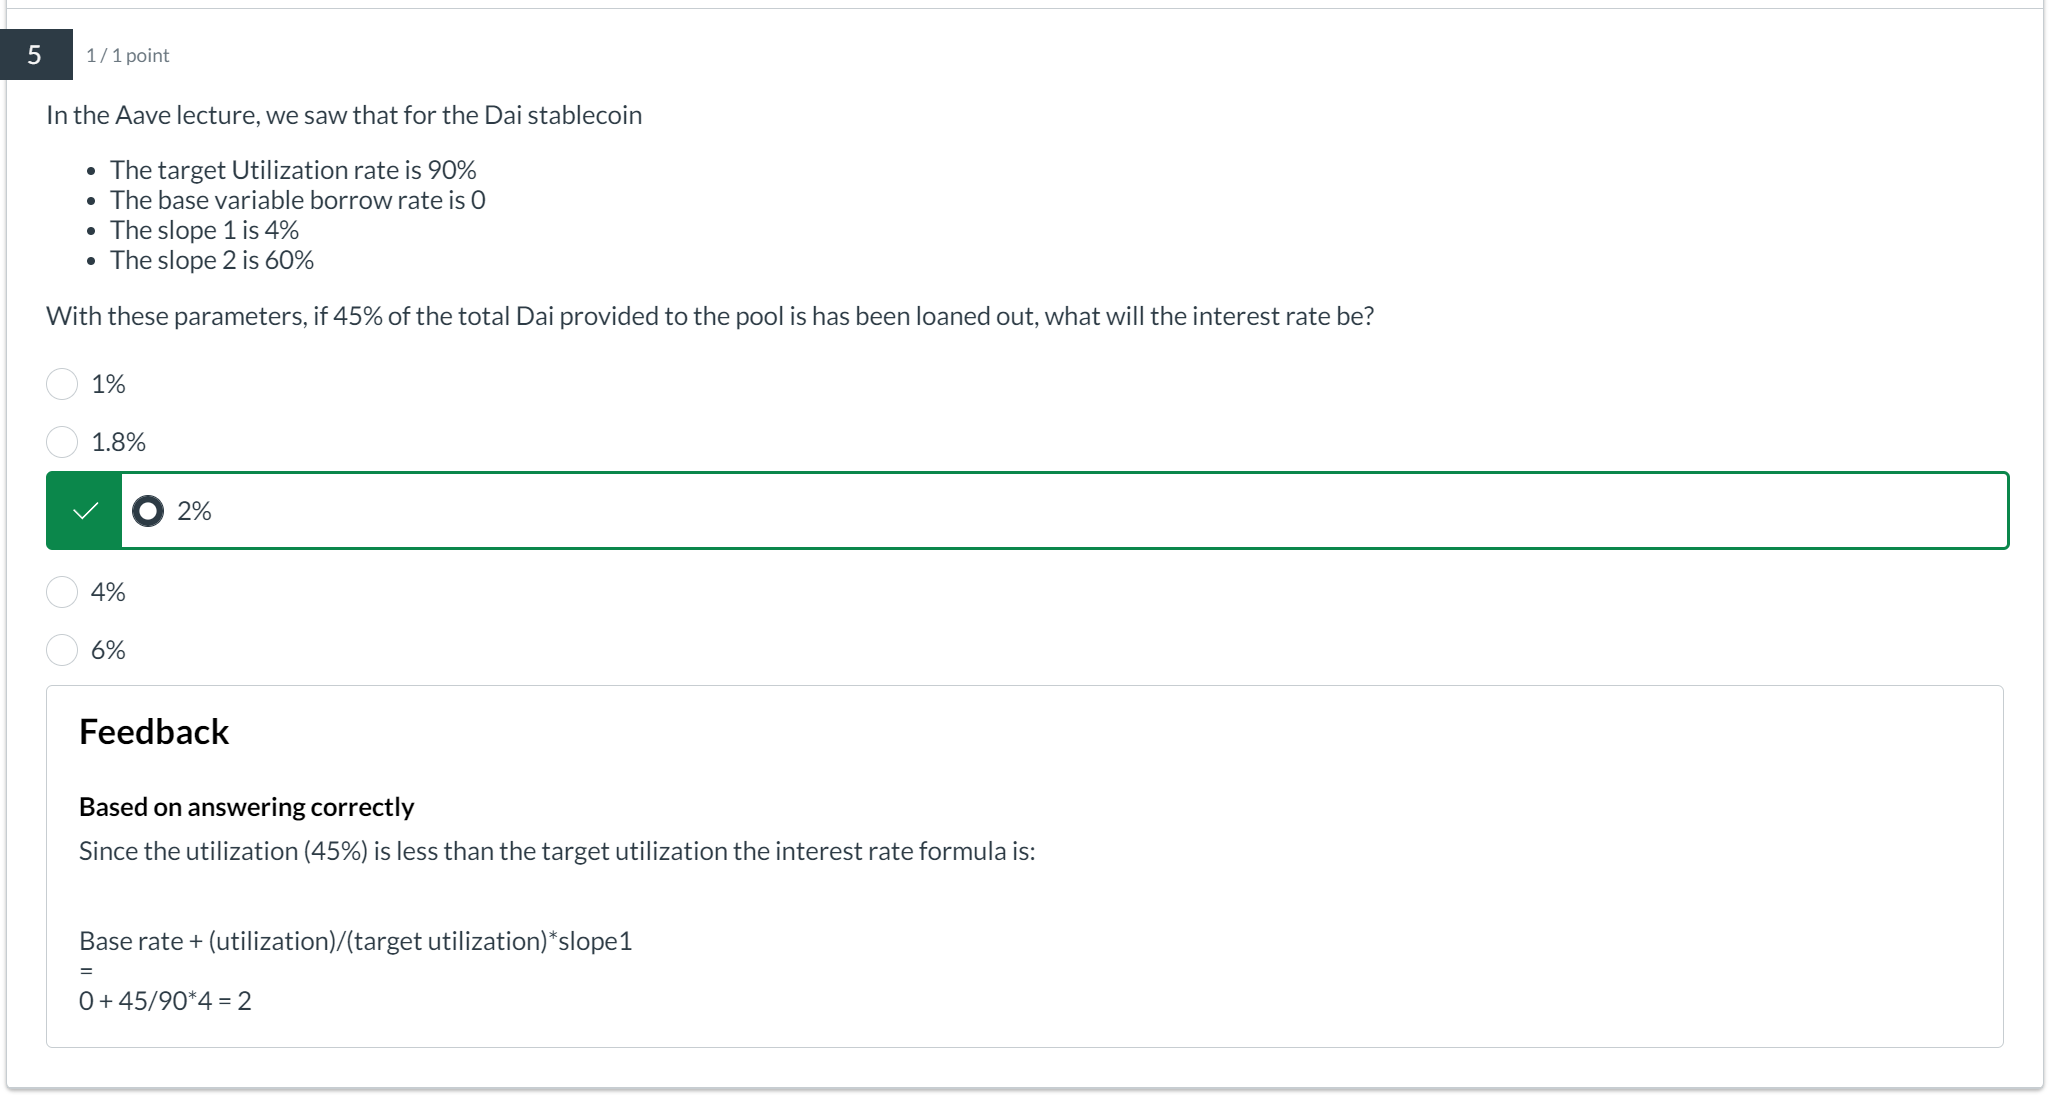 5
1 / 1 point
In the Aave lecture, we saw that for the Dai stablecoin
• The target Utilization rate is 90%
• The base variable borrow rate is 0
• The slope 1 is 4%
• The slope 2 is 60%
With these parameters, if 45% of the total Dai provided to the pool is has been loaned out, what will the interest rate be?
1%
1.8%
2%
4%
6%
Feedback
Based on answering correctly
Since the utilization (45%) is less than the target utilization the interest rate formula is:
Base rate + (utilization)/(target utilization)*slope1
=
0 + 45/90*4 = 2